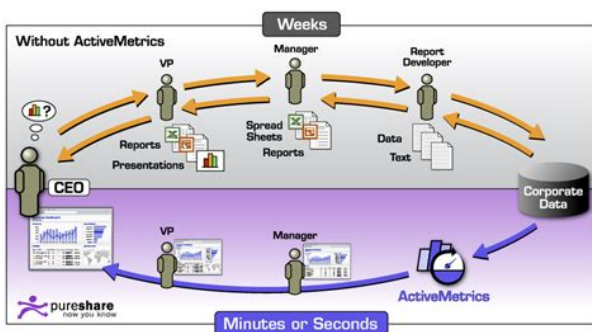 Weeks
Without ActiveMetrics
VP
Manager
Report
Developer
?
Reports
Presentations
Spread
Sheets
Reports
Data
Text
CEO
Corporate
Data
VP
Manager
ActiveMetrics
pureshare
now you know
Minutes or Seconds